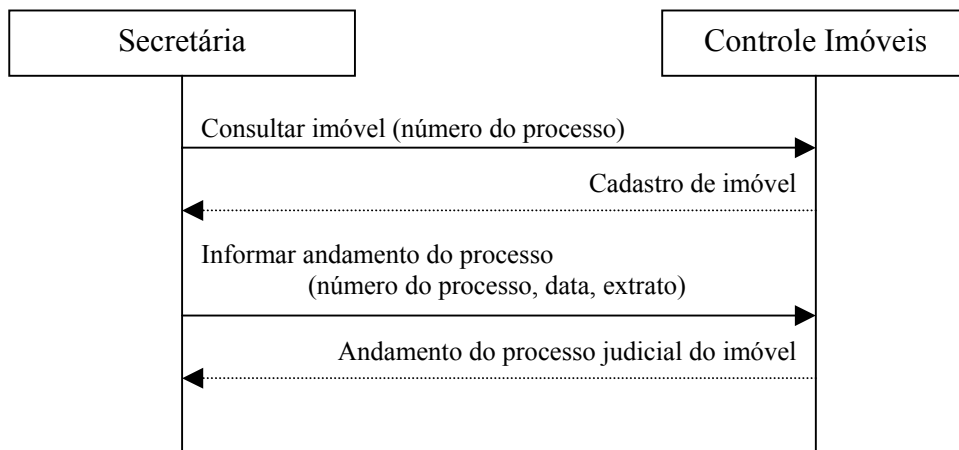 Secretária
Controle Imóveis
Consultar imóvel (número do processo)
Cadastro de imóvel
Informar andamento do processo
(número do processo, data, extrato)
Andamento do processo judicial do imóvel